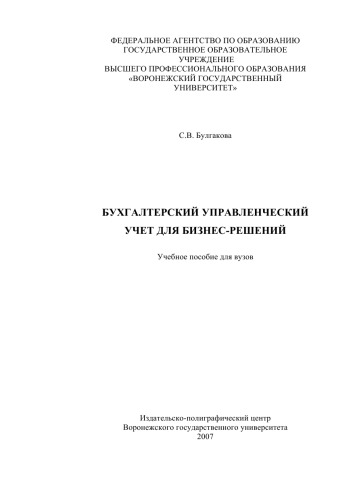 ФЕДЕРАЛЬНОЕ АГЕНТСТВО ПО ОБРАЗОВАНИЮ
ГОСУДАРСТВЕННОЕ ОБРАЗОВАТЕЛЬНОЕ
УЧРЕЖДЕНИЕ
ВЫСШЕГО ПРОФЕССИОНАЛЬНОГО ОБРАЗОВАНИЯ
«ВОРОНЕЖСКИЙ ГОСУДАРСТВЕННЫЙ
УНИВЕРСИТЕТ»
С.В. Булгакова
БУХГАЛТЕРСКИЙ УПРАВЛЕНЧЕСКИЙ
УЧЕТ ДЛЯ БИЗНЕС-РЕШЕНИЙ
Учебное пособие для вузов
Издательско-полиграфический центр
Воронежского государственного университета
2007